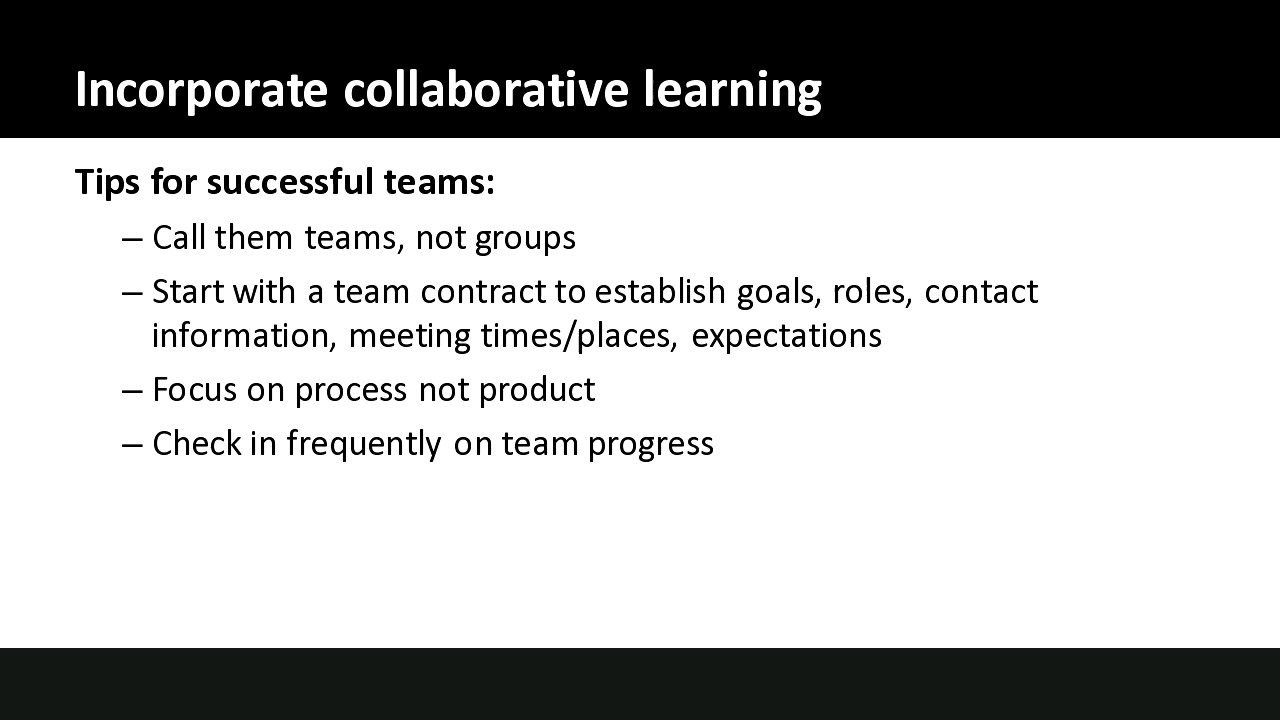 Incorporate collaborative learning
Tips for successful teams:
– Call them teams, not groups
– Start with a team contract to establish goals, roles, contact
information, meeting times/places, expectations
– Focus on process not product
– Check in frequently on team progress